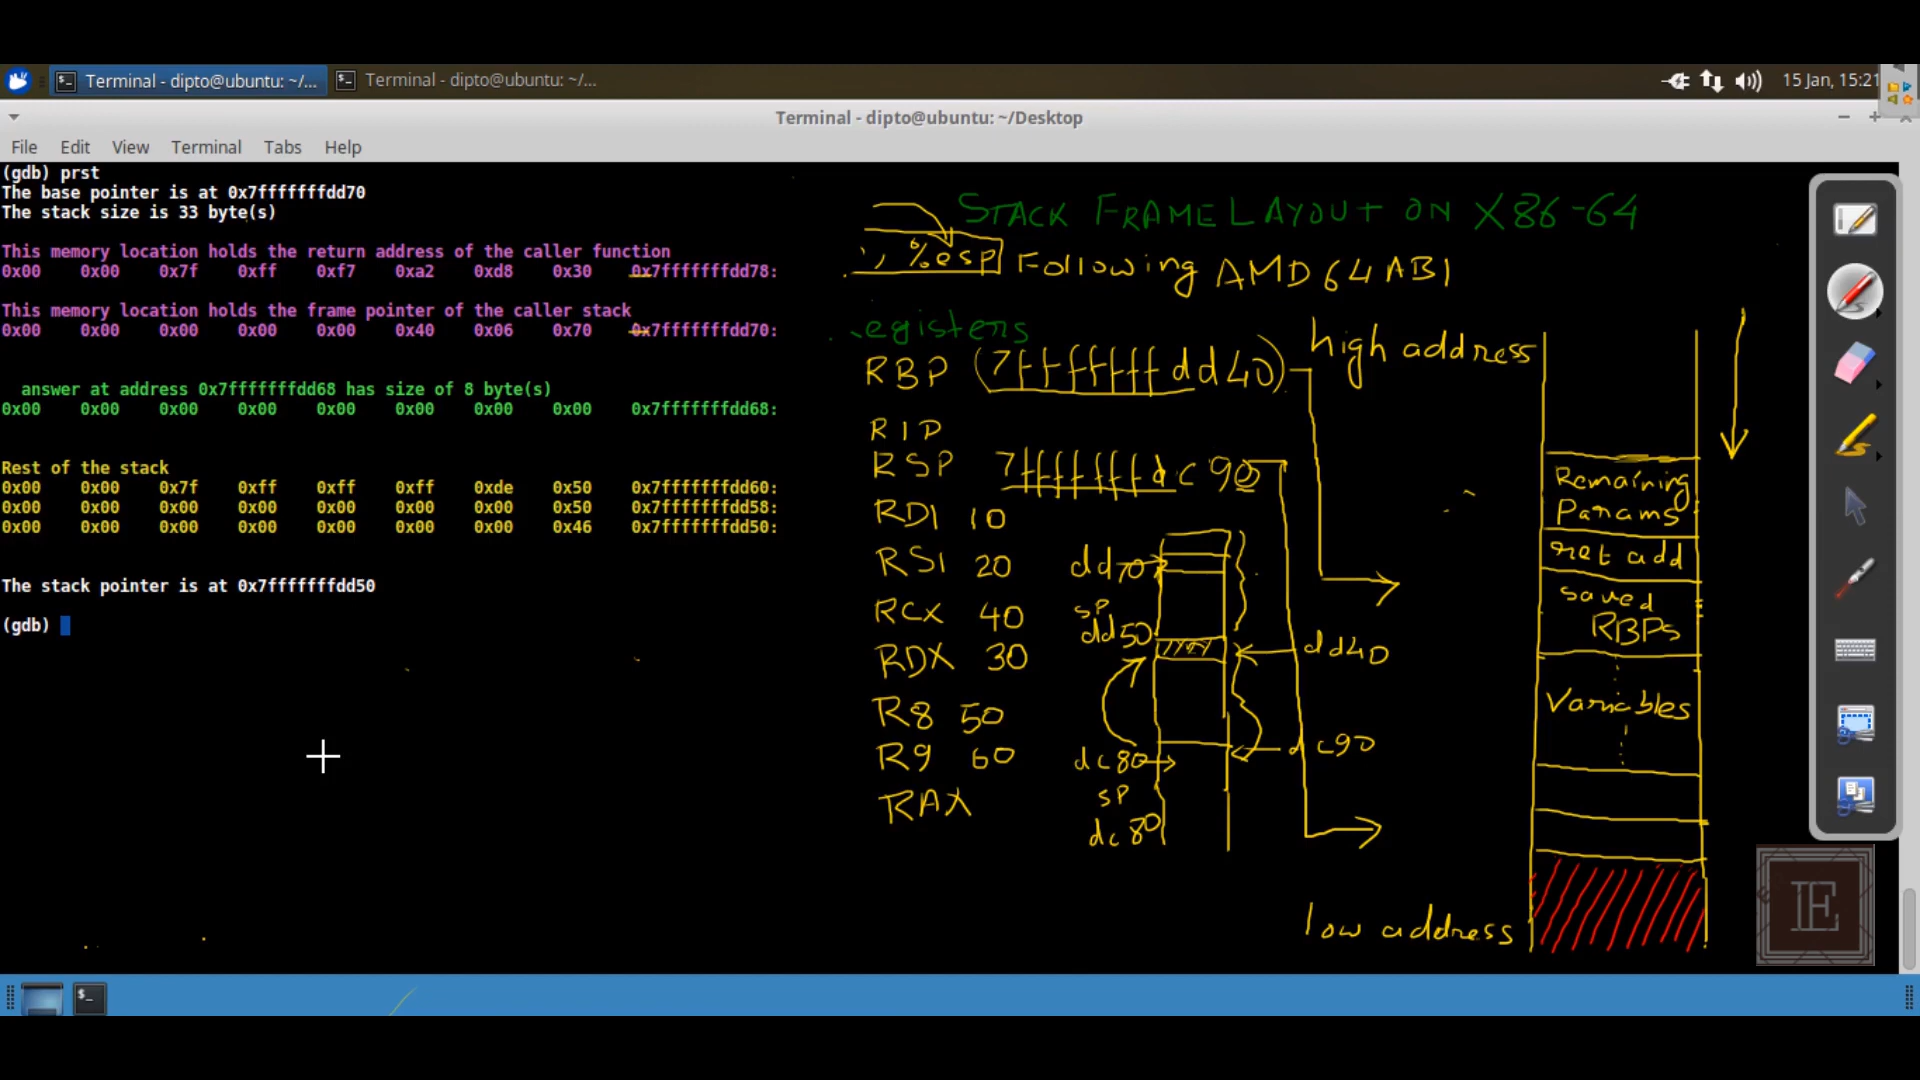 Terminal - dipto@ubuntu: ~/...
Terminal - dipto@ubuntu: ~/...
15 Jan, 15:21
Terminal - dipto@ubuntu: ~/Desktop
File Edit View Terminal Tabs Help
(gdb) prst
The base pointer is at 0x7fffffffdd70
The stack size is 33 byte(s)
This memory location holds the return address of the caller function
0x00 0x00 0x7f 0xff 0xf7 0xa2 0xd8 0x30 0x7fffffffdd78:
This memory location holds the frame pointer of the caller stack
0x00 0x00 0x00 0x00 0x00 0x40 0x06 0x70 0x7fffffffdd70:
answer at address 0x7fffffffdd68 has size of 8 byte(s)
0x00 0x00 0x00 0x00 0x00 0x00 0x00 0x00 0x7fffffffdd68:
Rest of the stack
0x00 0x00 0x7f 0xff 0xff 0xff 0xde 0x50 0x7fffffffdd60:
0x00 0x00 0x00 0x00 0x00 0x00 0x00 0x50 0x7fffffffdd58:
0x00 0x00 0x00 0x00 0x00 0x00 0x00 0x46 0x7fffffffdd50:
The stack pointer is at 0x7fffffffdd50
(gdb)
STACK FRAME LAYOUT ON X86-64
, %esp Following AMD64 ABI
egisters
RBP (7fffffffdd40)
RIP
RSP 7fffffffdc90
RDI 10
RSI 20
RCX 40
RDX 30
R8 50
R9 60
RAX
dd70
sp
dd50
dc80
sp
dc80
dd40
dc90
high address
Remaining
Params
ret add
saved
RBPs
Variables
low address
IE